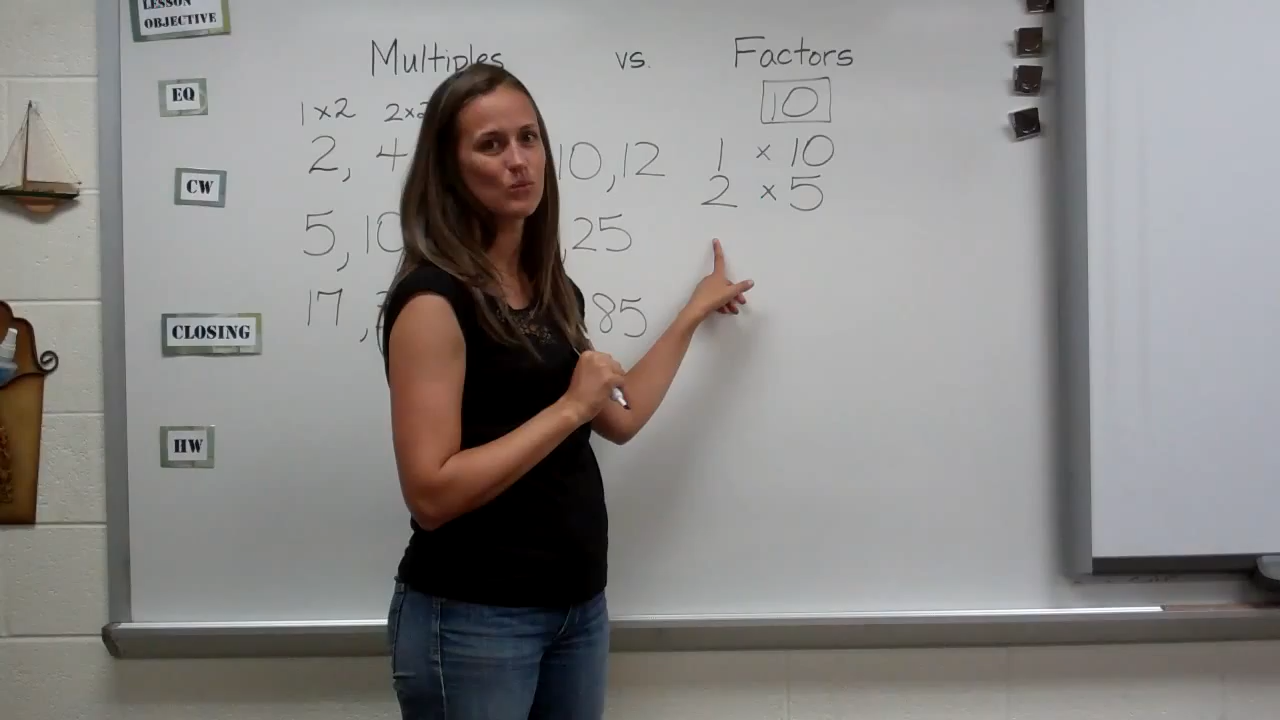 LESSON
OBJECTIVE
EQ
CW
CLOSING
HW
Multiples vs. Factors
10
1x2 2x2
2, 4 10,12
5, 10 ,25
17, 85
1 x 10
2 x 5